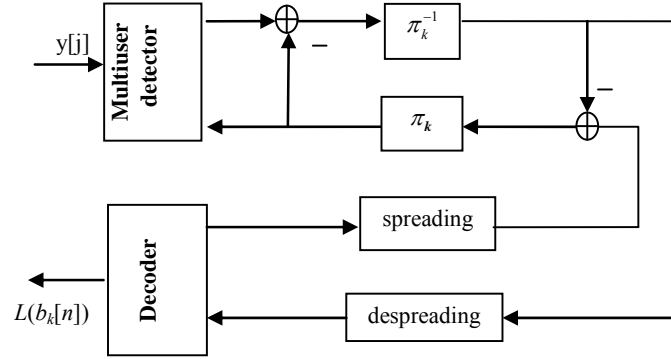 y[j]
Multiuser
detector
−
π_k^{-1}
−
π_k
Decoder
spreading
L(b_k[n])
despreading